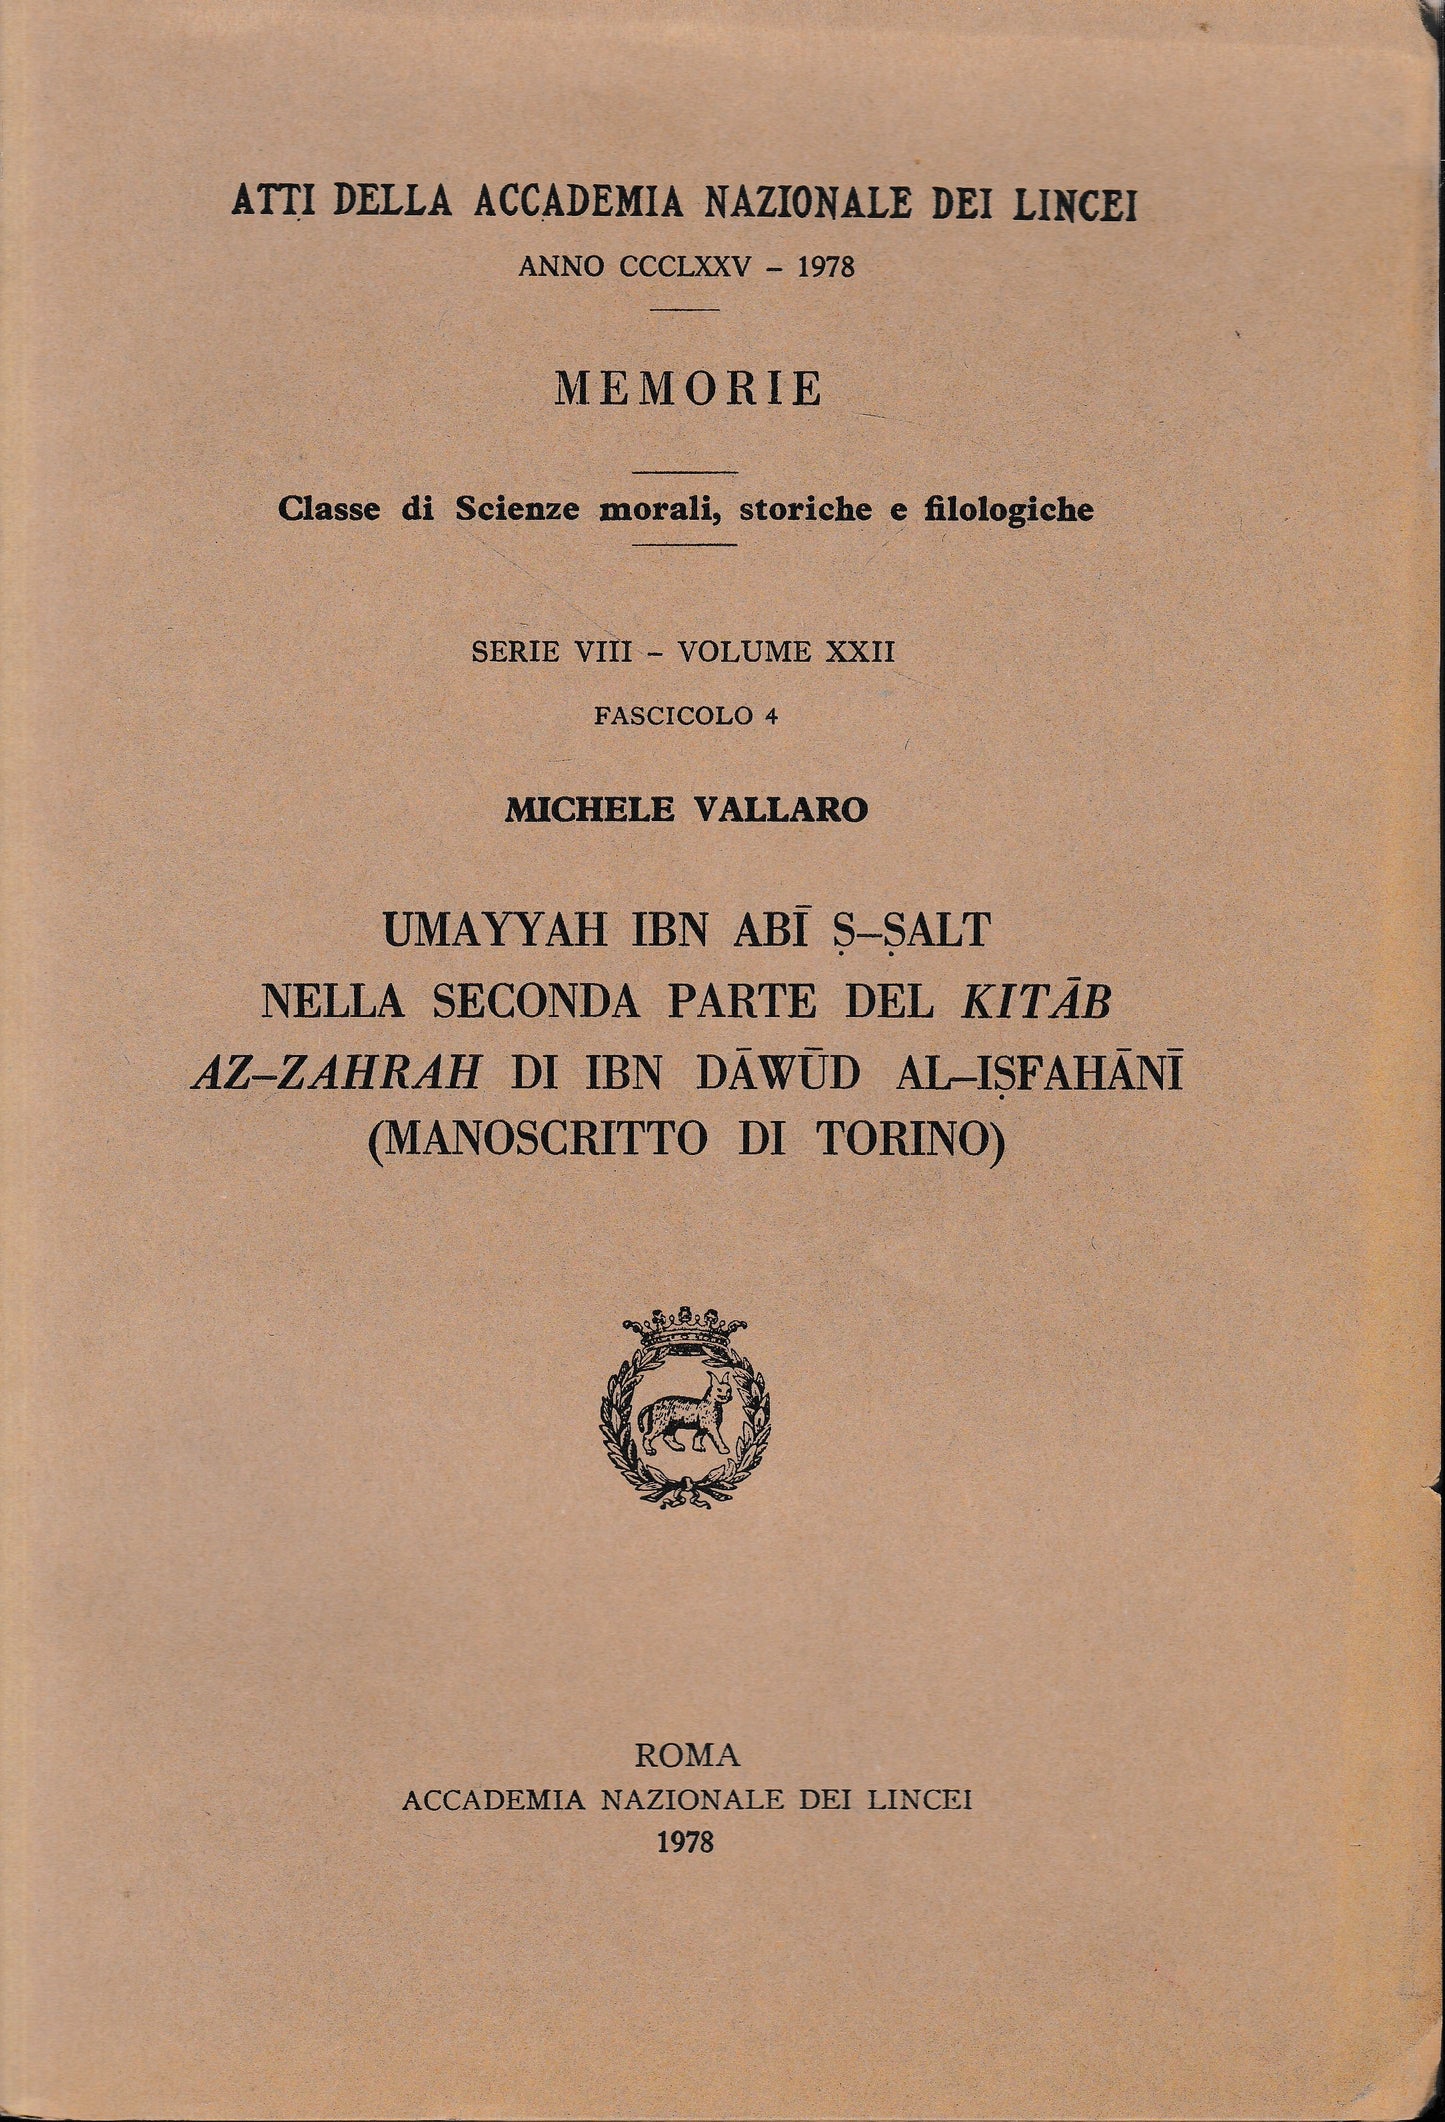 ATTI DELLA ACCADEMIA NAZIONALE DEI LINCEI
ANNO CCCLXXV – 1978
MEMORIE
Classe di Scienze morali, storiche e filologiche
SERIE VIII – VOLUME XXII
FASCICOLO 4
MICHELE VALLARO
UMAYYAH IBN ABĪ Ṣ–ṢALT
NELLA SECONDA PARTE DEL KITĀB
AZ–ZAHRAH DI IBN DĀWŪD AL–IṢFAHĀNĪ
(MANOSCRITTO DI TORINO)
ROMA
ACCADEMIA NAZIONALE DEI LINCEI
1978